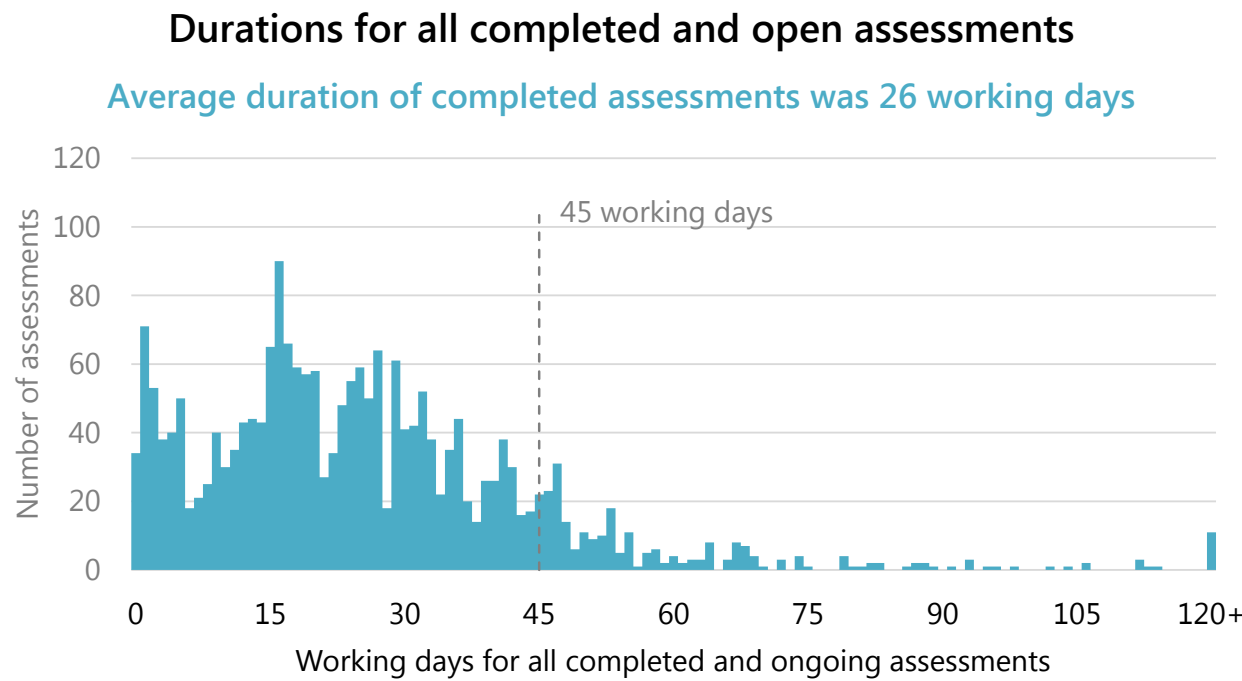 Durations for all completed and open assessments
Average duration of completed assessments was 26 working days
120
45 working days
100
80
60
40
20
0
Number of assessments
0 15 30 45 60 75 90 105 120+
Working days for all completed and ongoing assessments